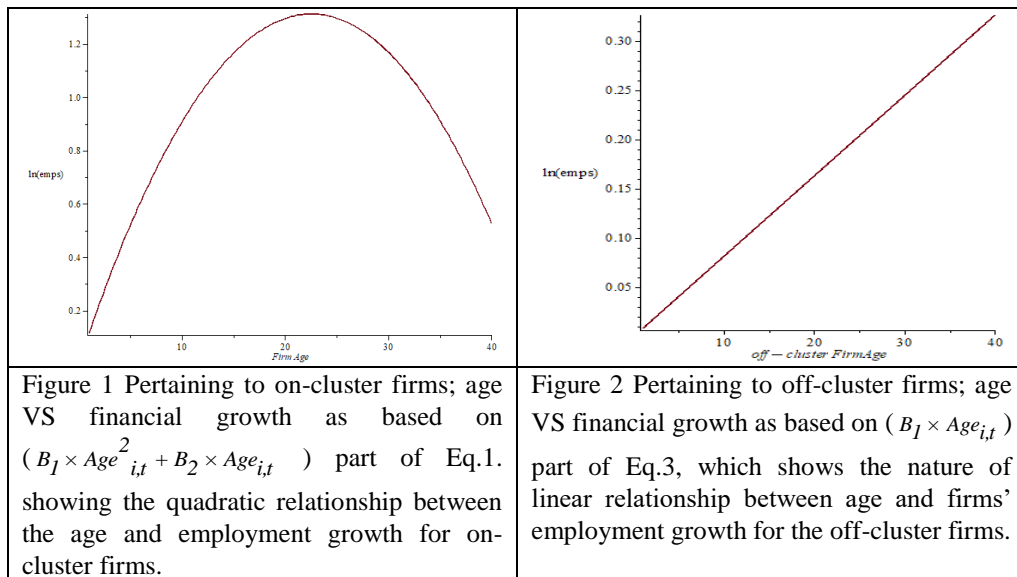 1.2
1.0
0.8
ln(emps)
0.6
0.4
0.2
10
20
30
40
Firm Age
0.30
0.25
0.20
ln(emps)
0.15
0.10
0.05
10
20
30
40
off — cluster FirmAge
Figure 1 Pertaining to on-cluster firms; age
VS financial growth as based on
( B₁ × Age²ᵢ,ₜ + B₂ × Ageᵢ,ₜ ) part of Eq.1.
showing the quadratic relationship between
the age and employment growth for on-
cluster firms.
Figure 2 Pertaining to off-cluster firms; age
VS financial growth as based on ( B₁ × Ageᵢ,ₜ )
part of Eq.3, which shows the nature of
linear relationship between age and firms’
employment growth for the off-cluster firms.